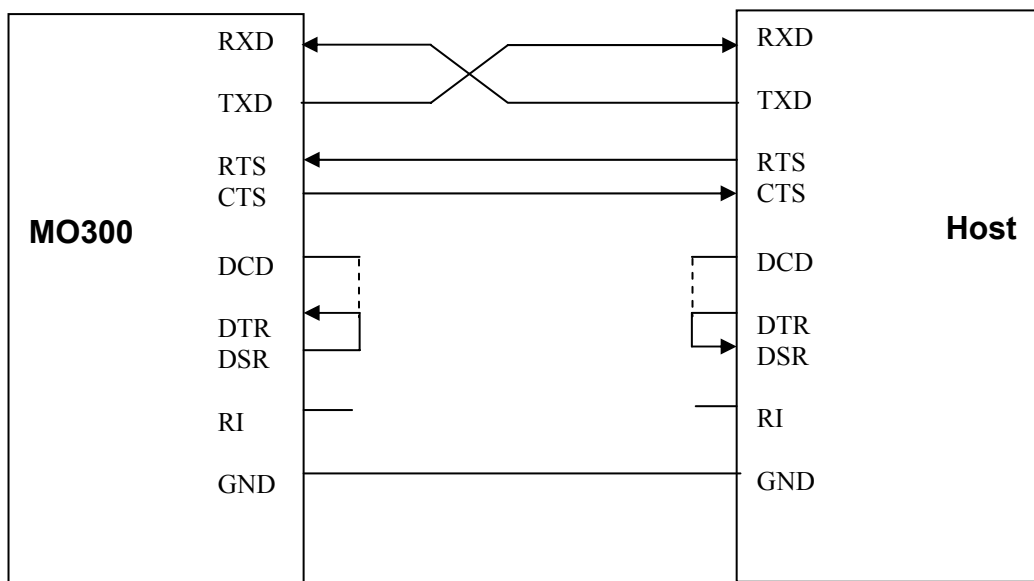 RXD RXD
TXD TXD
RTS RTS
CTS CTS
MO300 Host
DCD DCD
DTR DTR
DSR DSR
RI RI
GND GND